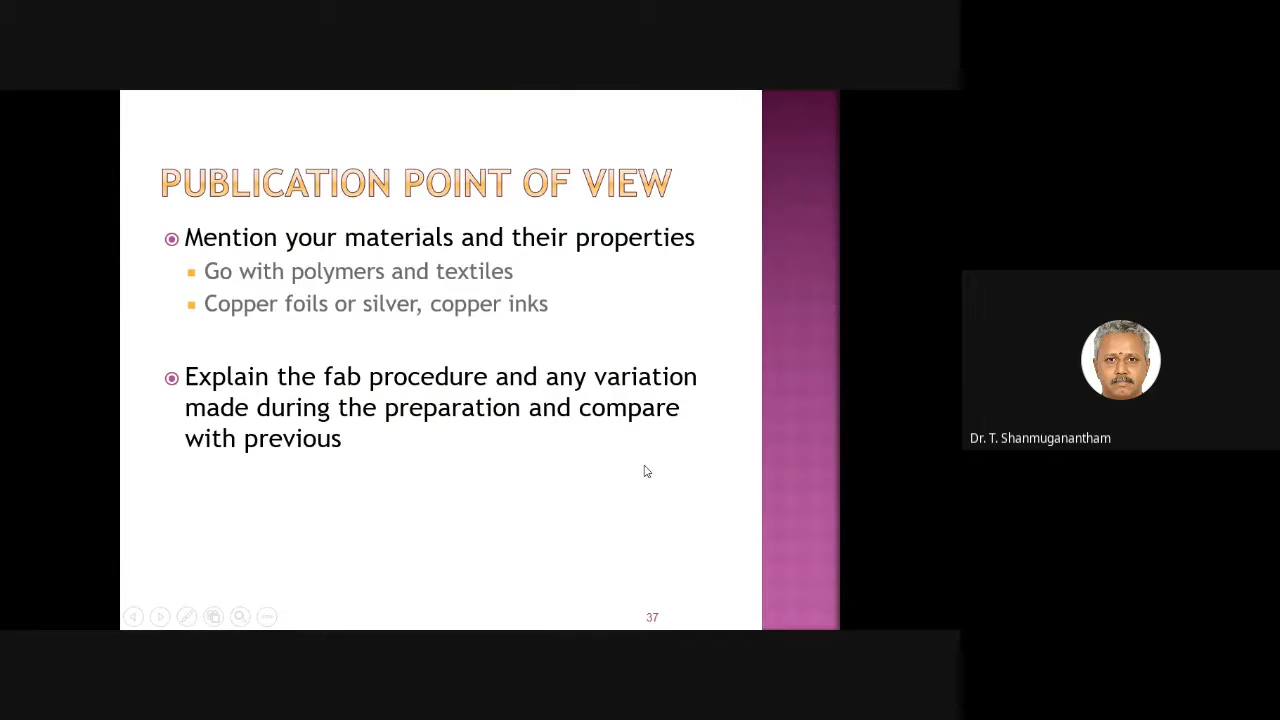 PUBLICATION POINT OF VIEW
Mention your materials and their properties
Go with polymers and textiles
Copper foils or silver, copper inks
Explain the fab procedure and any variation
made during the preparation and compare
with previous
37
Dr. T. Shanmuganantham